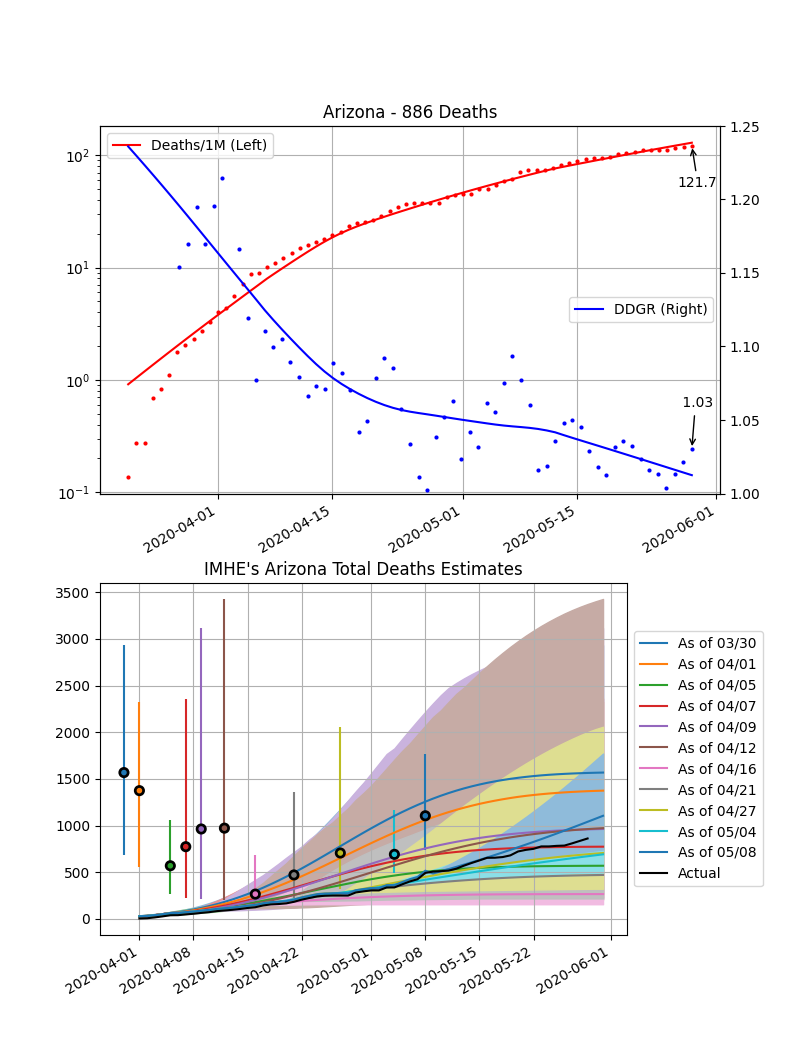 Arizona - 886 Deaths
Deaths/1M (Left)
DDGR (Right)
121.7
1.03
10²
10¹
10⁰
10⁻¹
1.25
1.20
1.15
1.10
1.05
1.00
2020-04-01
2020-04-15
2020-05-01
2020-05-15
2020-06-01
IMHE's Arizona Total Deaths Estimates
3500
3000
2500
2000
1500
1000
500
0
2020-04-01
2020-04-08
2020-04-15
2020-04-22
2020-05-01
2020-05-08
2020-05-15
2020-05-22
2020-06-01
As of 03/30
As of 04/01
As of 04/05
As of 04/07
As of 04/09
As of 04/12
As of 04/16
As of 04/21
As of 04/27
As of 05/04
As of 05/08
Actual